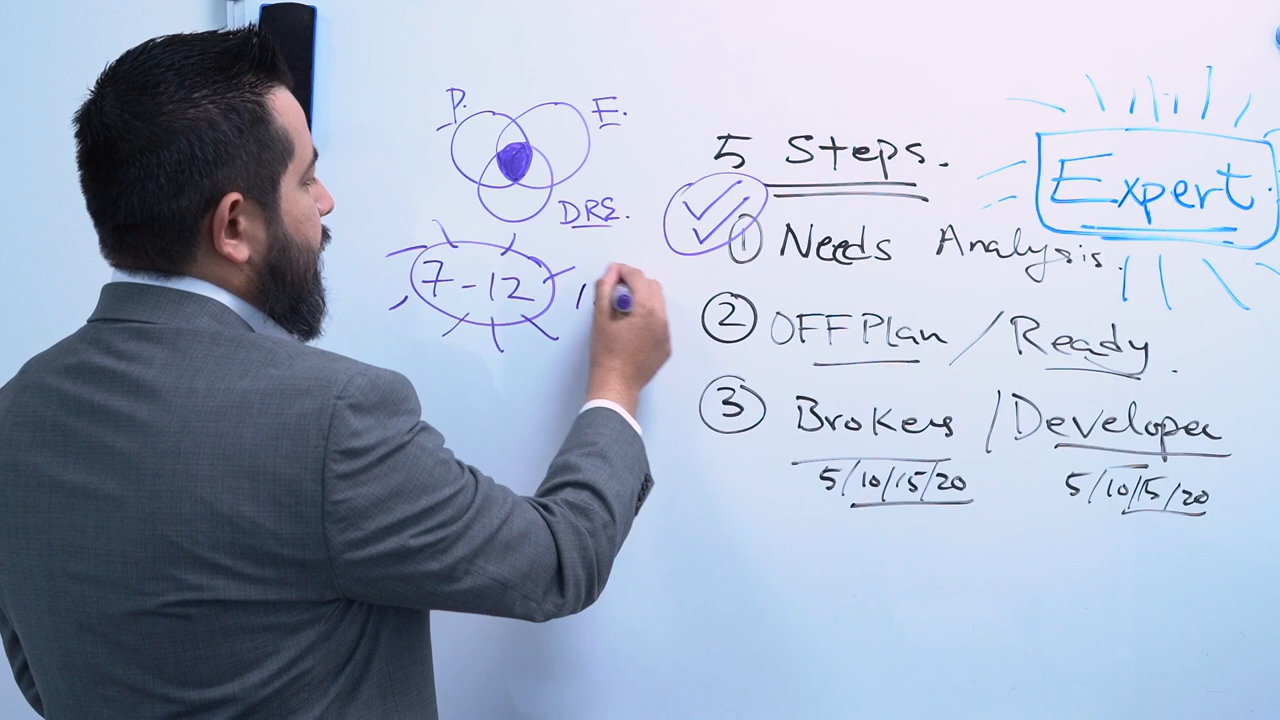 P. E.
DRE.
7-12
5 Steps.
Expert.
① Needs Analysis.
② OFF Plan / Ready.
③ Brokers / Developer
5/10/15/20 5/10/15/20